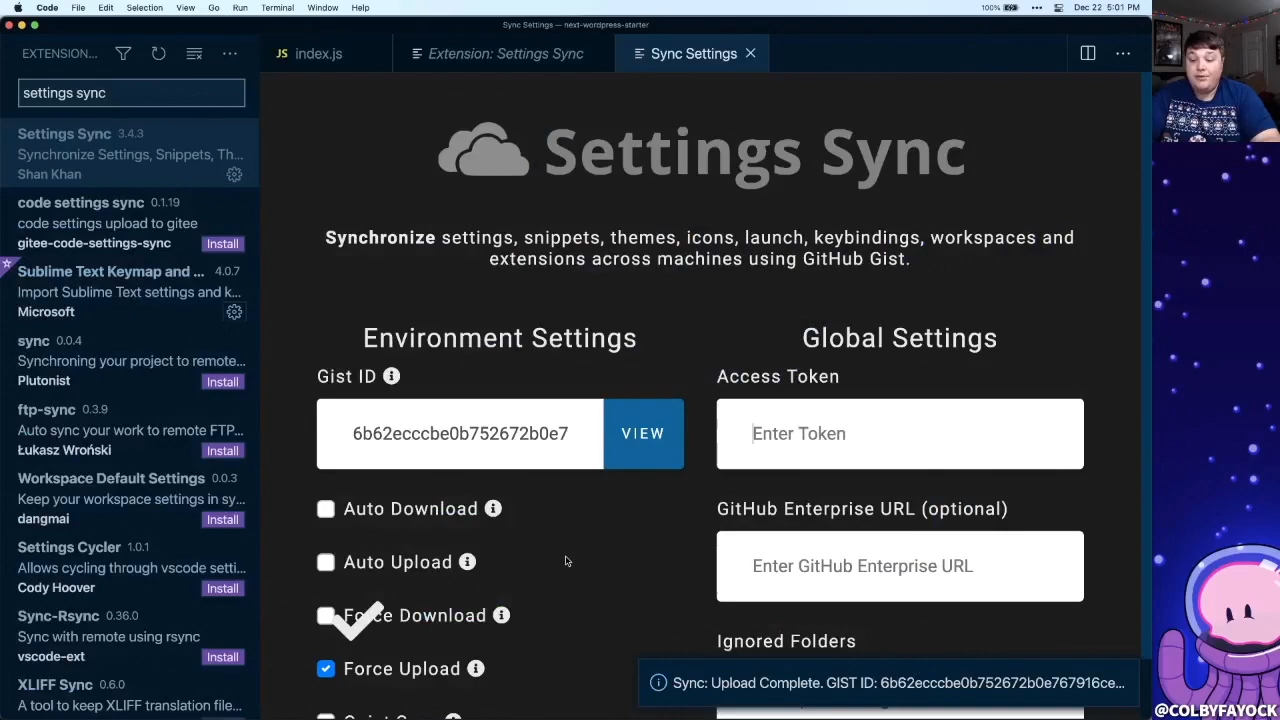 Code File Edit Selection View Go Run Terminal Window Help 100% Dec 22 5:01 PM
Sync Settings — next-wordpress-starter
EXTENSION...
JS index.js
Extension: Settings Sync
Sync Settings
settings sync
Settings Sync 3.4.3
Synchronize Settings, Snippets, Th...
Shan Khan
code settings sync 0.1.19
code settings upload to gitee
gitee-code-settings-sync Install
Sublime Text Keymap and ... 4.0.7
Import Sublime Text settings and k...
Microsoft
sync 0.0.4
Synchroning your project to remote...
Plutonist Install
ftp-sync 0.3.9
Auto sync your work to remote FTP...
Łukasz Wroński Install
Workspace Default Settings 0.0.3
Keep your workspace settings in sy...
dangmai Install
Settings Cycler 1.0.1
Allows cycling through vscode setti...
Cody Hoover Install
Sync-Rsync 0.36.0
Sync with remote using rsync
vscode-ext Install
XLIFF Sync 0.6.0
A tool to keep XLIFF translation file...
Settings Sync
Synchronize settings, snippets, themes, icons, launch, keybindings, workspaces and
extensions across machines using GitHub Gist.
Environment Settings
Gist ID
6b62ecccbe0b752672b0e7
VIEW
Auto Download
Auto Upload
Force Download
Force Upload
Global Settings
Access Token
Enter Token
GitHub Enterprise URL (optional)
Enter GitHub Enterprise URL
Ignored Folders
Sync: Upload Complete. GIST ID: 6b62ecccbe0b752672b0e767916ce...
@COLBYFAYOCK